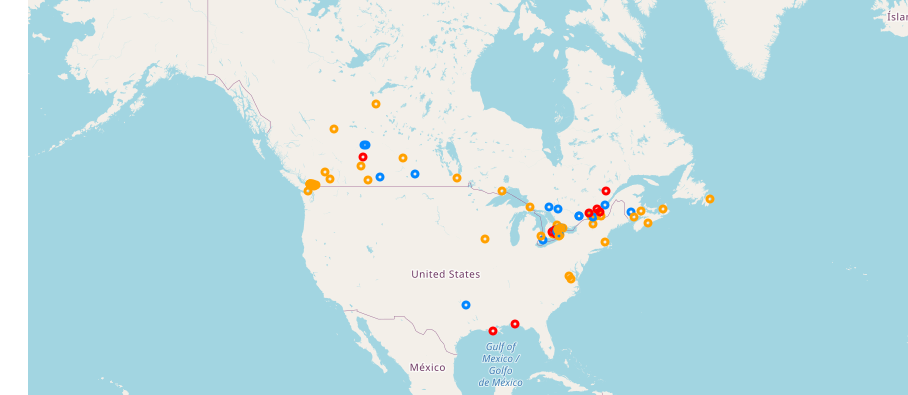 Íslan
United States
Gulf of
Mexico /
Golfo
de México
México